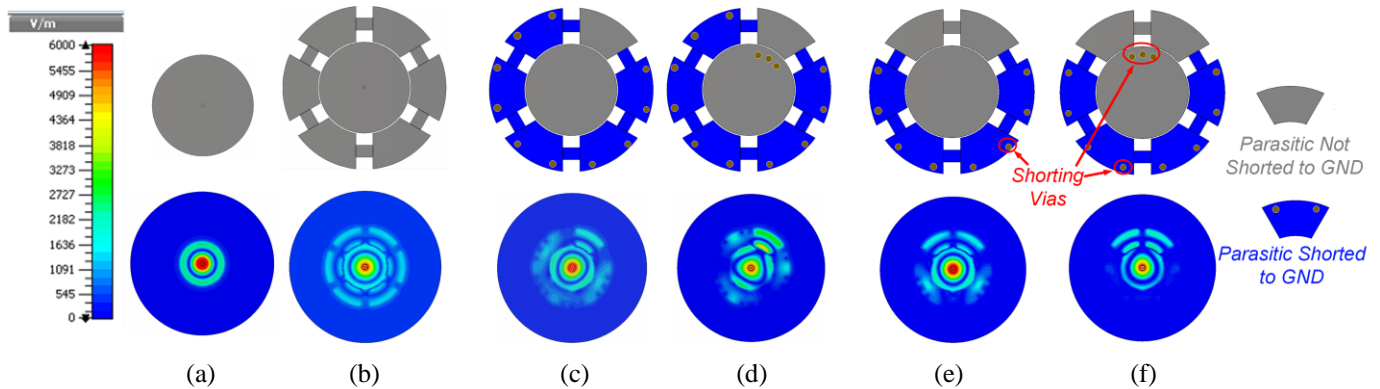 V/m
6000
5455
4909
4364
3818
3273
2727
2182
1636
1091
545
0
Shorting
Vias
Parasitic Not
Shorted to GND
Parasitic Shorted
to GND
(a)
(b)
(c)
(d)
(e)
(f)